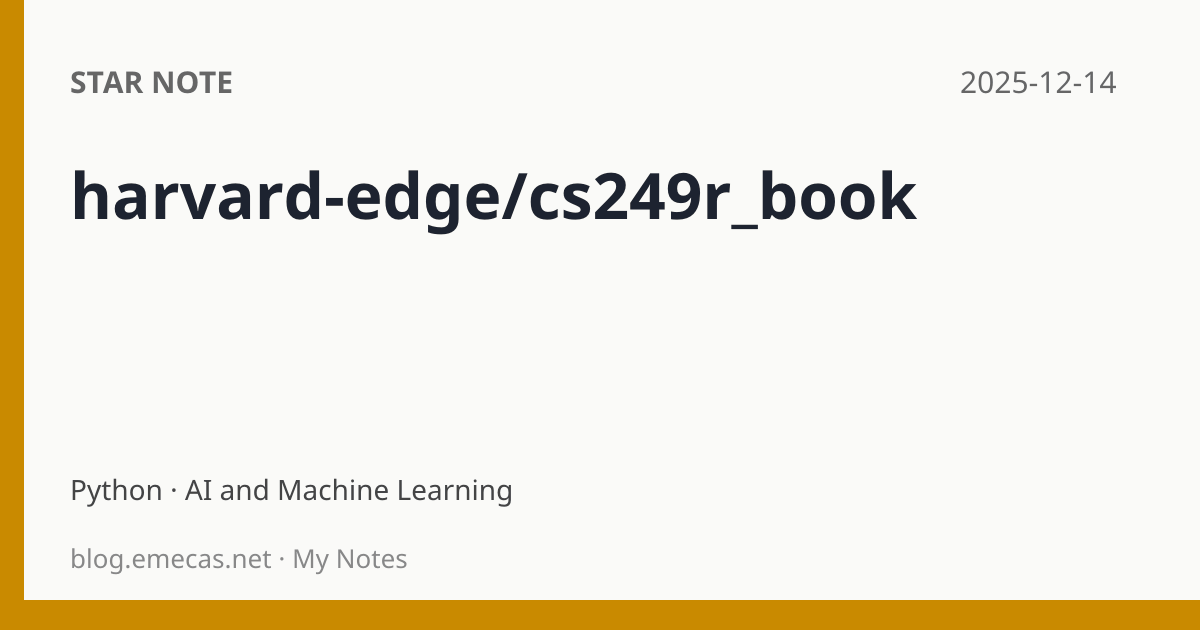 STAR NOTE
2025-12-14
harvard-edge/cs249r_book
Python · AI and Machine Learning
blog.emecas.net · My Notes